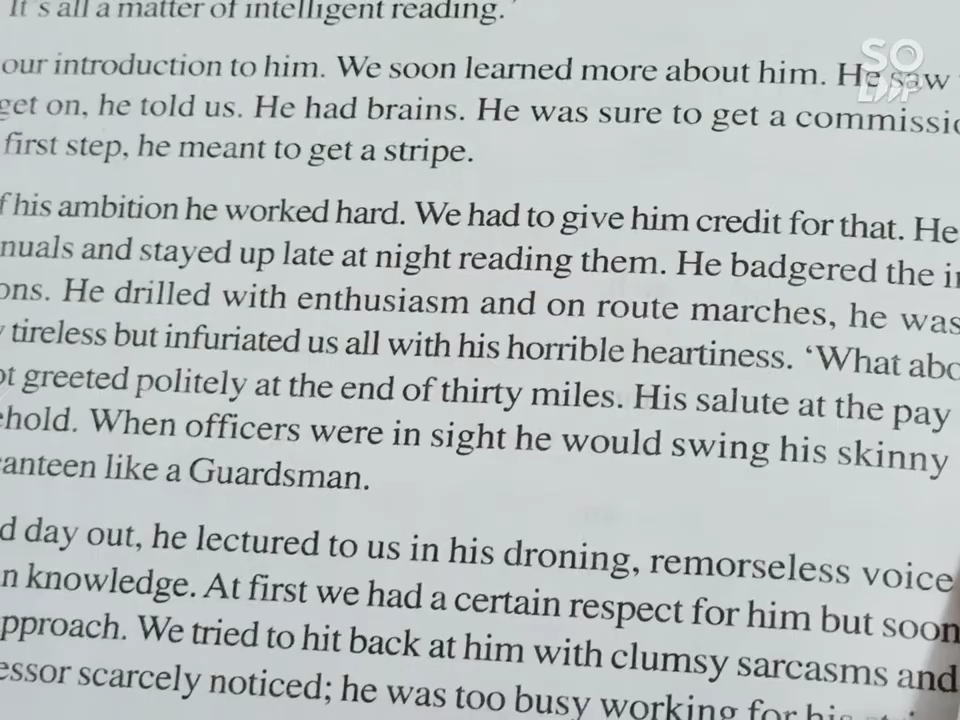 It's all a matter of intelligent reading.'
our introduction to him. We soon learned more about him. He saw
get on, he told us. He had brains. He was sure to get a commissio
first step, he meant to get a stripe.
f his ambition he worked hard. We had to give him credit for that. He
nuals and stayed up late at night reading them. He badgered the in
ons. He drilled with enthusiasm and on route marches, he was
y tireless but infuriated us all with his horrible heartiness. 'What abo
ot greeted politely at the end of thirty miles. His salute at the pay
ehold. When officers were in sight he would swing his skinny
canteen like a Guardsman.
d day out, he lectured to us in his droning, remorseless voice
n knowledge. At first we had a certain respect for him but soon
pproach. We tried to hit back at him with clumsy sarcasms and
essor scarcely noticed; he was too busy working for his
SO